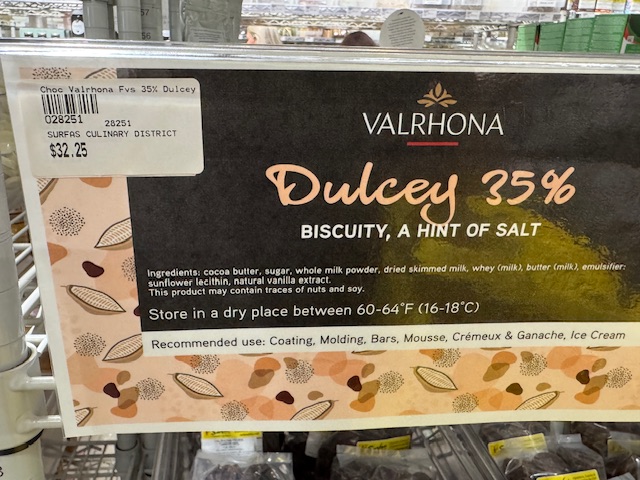 Choc Valrhona Fvs 35% Dulcey
028251 28251
SURFAS CULINARY DISTRICT
$32.25
VALRHONA
Dulcey 35%
BISCUITY, A HINT OF SALT
Ingredients: cocoa butter, sugar, whole milk powder, dried skimmed milk, whey (milk), butter (milk), emulsifier:
sunflower lecithin, natural vanilla extract.
This product may contain traces of nuts and soy.
Store in a dry place between 60-64°F (16-18°C)
Recommended use: Coating, Molding, Bars, Mousse, Crémeux & Ganache, Ice Cream